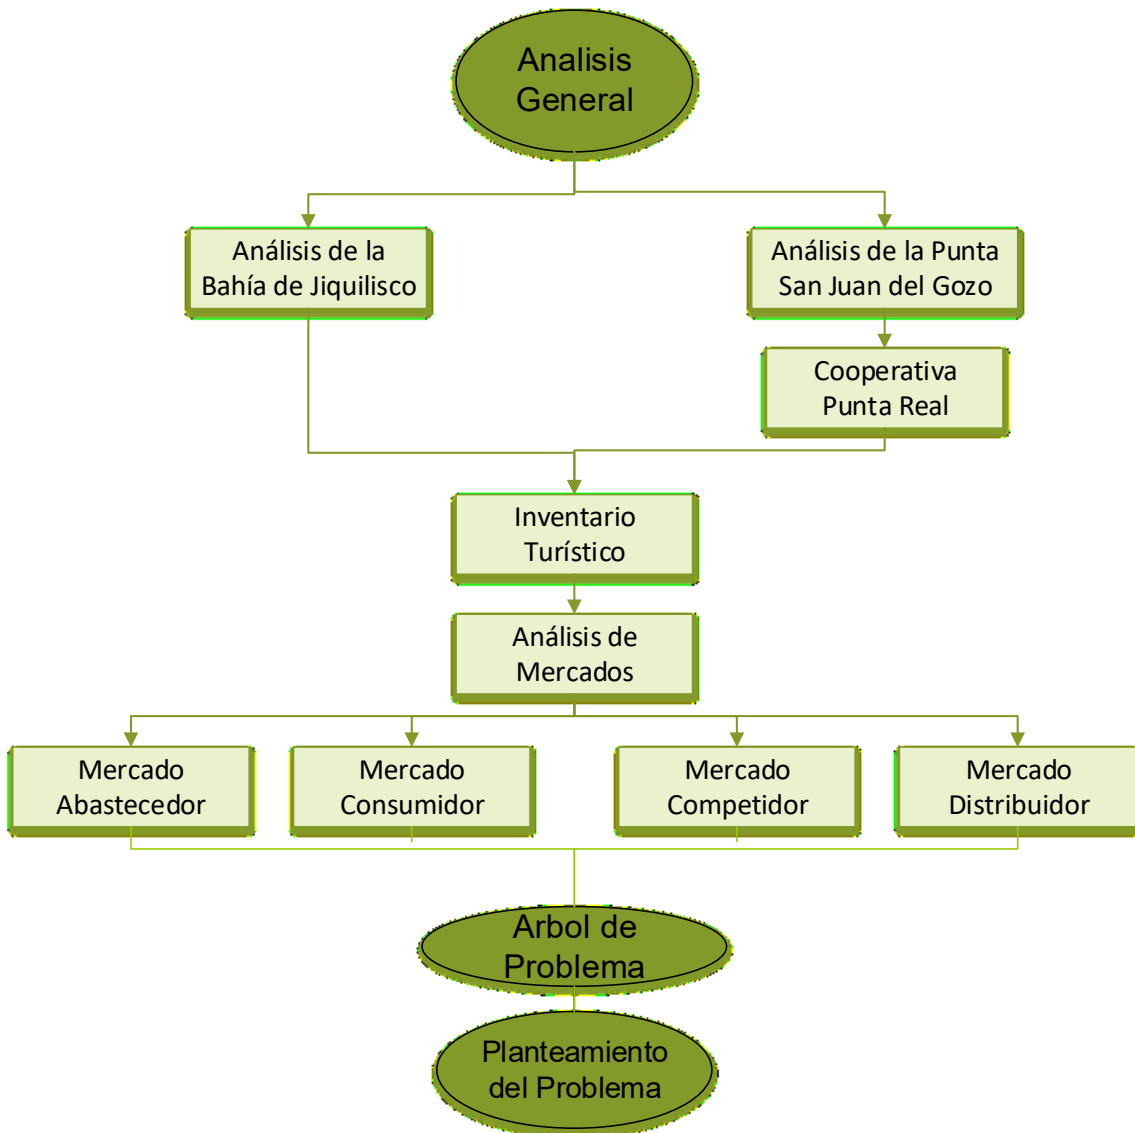 Analisis
General
Análisis de la
Bahía de Jiquilisco
Análisis de la Punta
San Juan del Gozo
Cooperativa
Punta Real
Inventario
Turístico
Análisis de
Mercados
Mercado
Abastecedor
Mercado
Consumidor
Mercado
Competidor
Mercado
Distribuidor
Arbol de
Problema
Planteamiento
del Problema